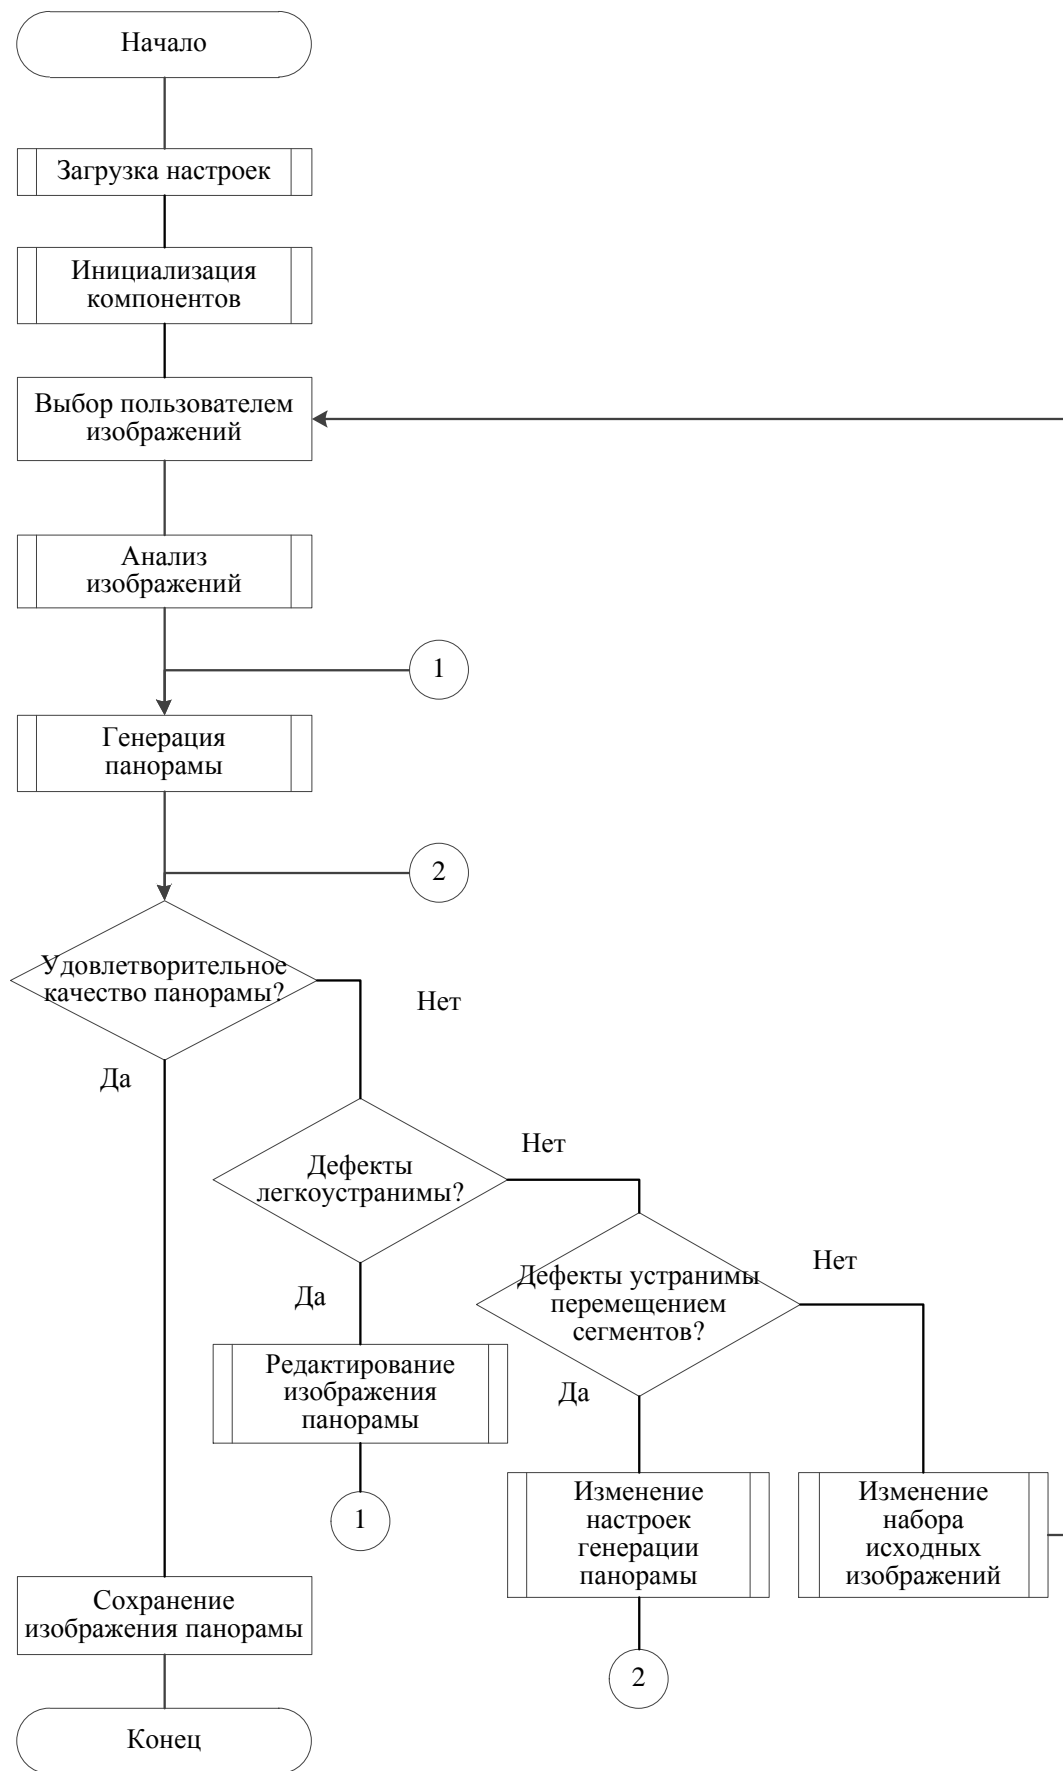 Начало
Загрузка настроек
Инициализация
компонентов
Выбор пользователем
изображений
Анализ
изображений
1
Генерация
панорамы
2
Удовлетворительное
качество панорамы?
Нет
Да
Дефекты
легкоустранимы?
Нет
Да
Дефекты устранимы
перемещением
сегментов?
Нет
Да
Редактирование
изображения
панорамы
1
Изменение
настроек
генерации
панорамы
Изменение
набора
исходных
изображений
2
Сохранение
изображения панорамы
Конец